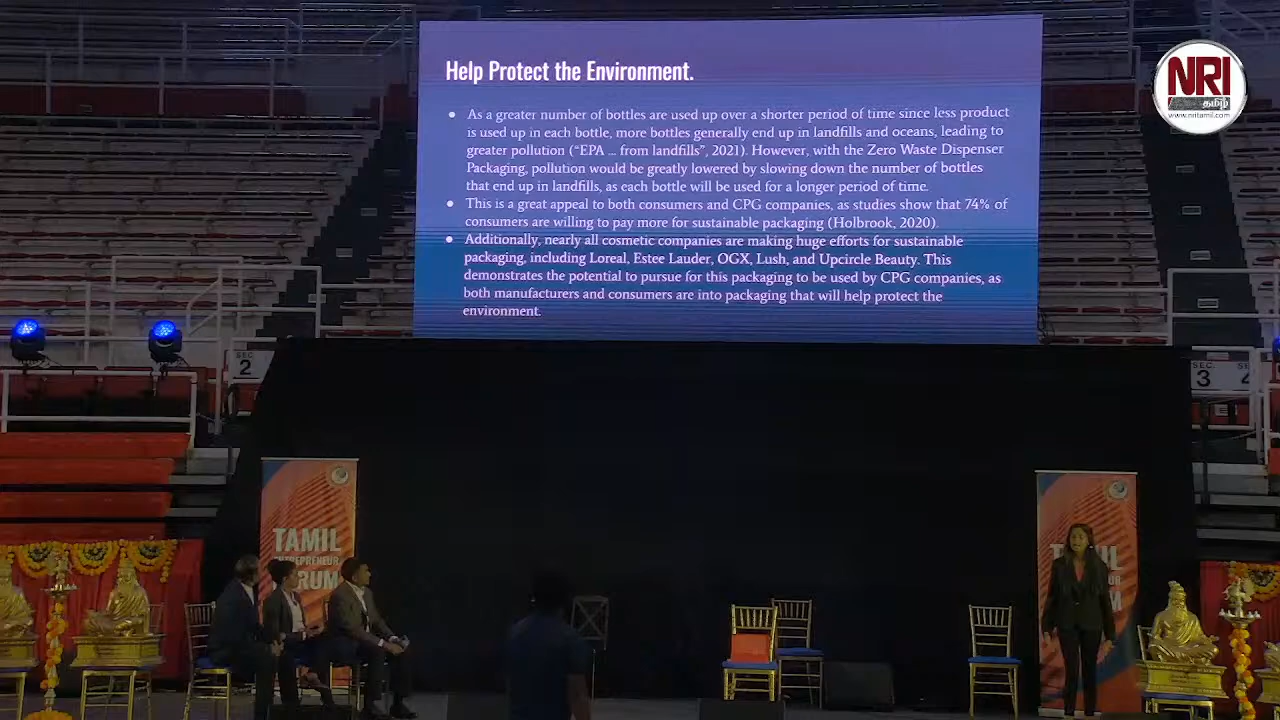 Help Protect the Environment.
As a greater number of bottles are used up over a shorter period of time since less product
is used up in each bottle, more bottles generally end up in landfills and oceans, leading to
greater pollution ("EPA ... from landfills", 2021). However, with the Zero Waste Dispenser
Packaging, pollution would be greatly lowered by slowing down the number of bottles
that end up in landfills, as each bottle will be used for a longer period of time.
This is a great appeal to both consumers and CPG companies, as studies show that 74% of
consumers are willing to pay more for sustainable packaging (Holbrook, 2020).
Additionally, nearly all cosmetic companies are making huge efforts for sustainable
packaging, including Loreal, Estee Lauder, OGX, Lush, and Upcircle Beauty. This
demonstrates the potential to pursue for this packaging to be used by CPG companies, as
both manufacturers and consumers are into packaging that will help protect the
environment.
NRI
தமிழ்
www.nritamil.com
SEC
2
SEC.
3
TAMIL
ENTREPRENEUR